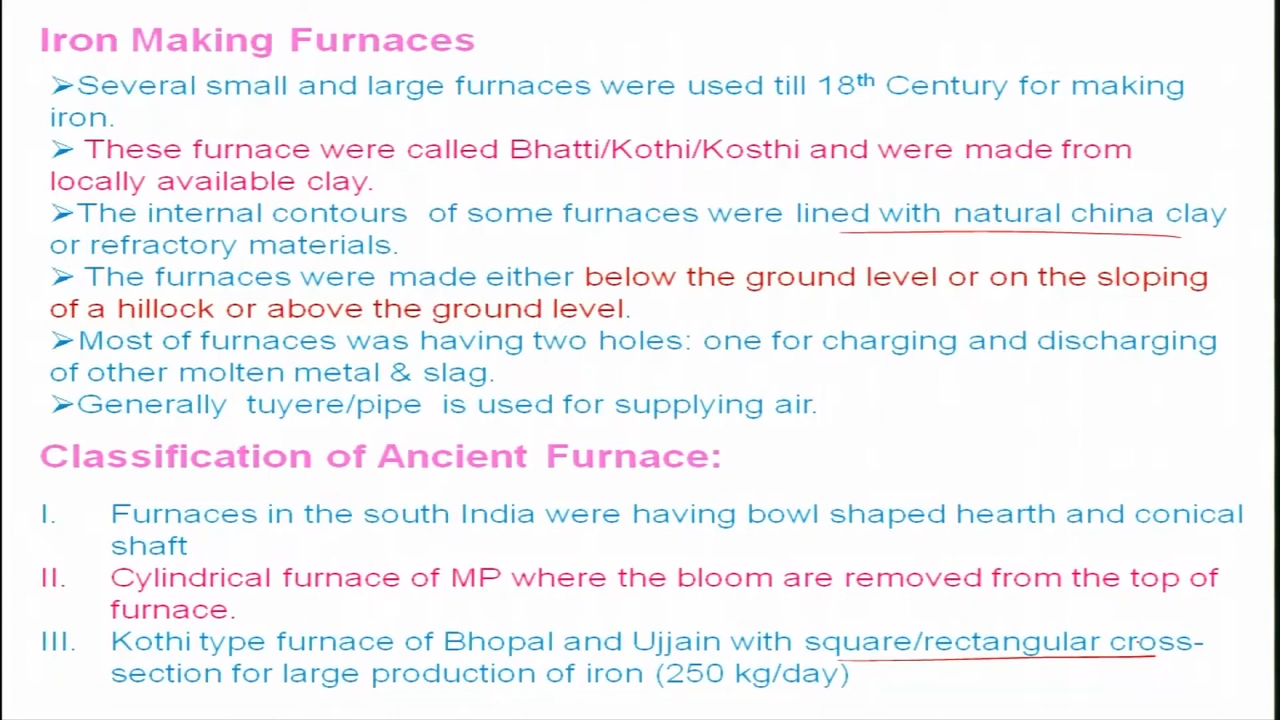 Iron Making Furnaces
➢Several small and large furnaces were used till 18th Century for making
iron.
➢ These furnace were called Bhatti/Kothi/Kosthi and were made from
locally available clay.
➢The internal contours of some furnaces were lined with natural china clay
or refractory materials.
➢ The furnaces were made either below the ground level or on the sloping
of a hillock or above the ground level.
➢Most of furnaces was having two holes: one for charging and discharging
of other molten metal & slag.
➢Generally tuyere/pipe is used for supplying air.
Classification of Ancient Furnace:
I. Furnaces in the south India were having bowl shaped hearth and conical
shaft
II. Cylindrical furnace of MP where the bloom are removed from the top of
furnace.
III. Kothi type furnace of Bhopal and Ujjain with square/rectangular cross-
section for large production of iron (250 kg/day)